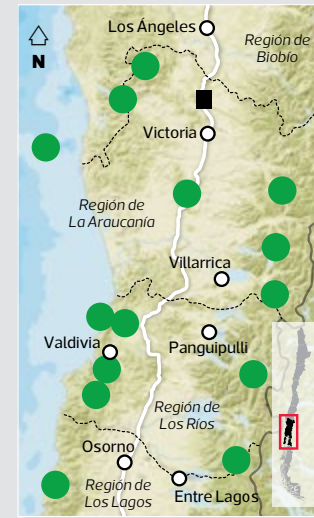 Los Ángeles
Región de
Biobío
N
Victoria
Región de
La Araucanía
Villarrica
Valdivia
Panguipulli
Región de
Los Ríos
Osorno
Región de
Los Lagos
Entre Lagos